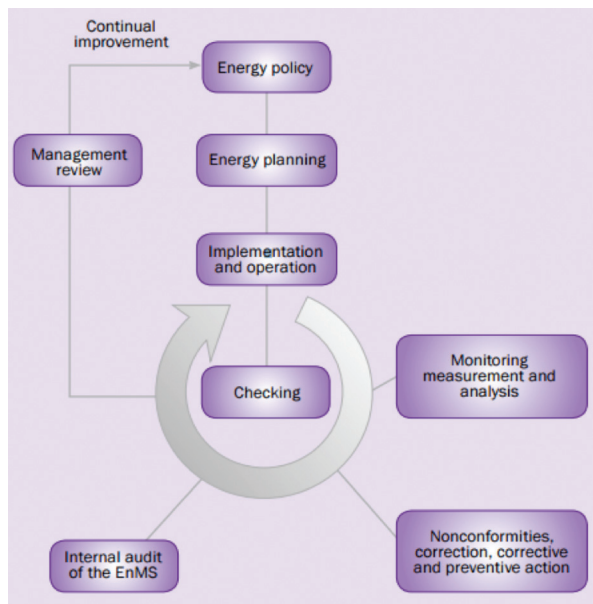 Continual
improvement
Energy policy
Management
review
Energy planning
Implementation
and operation
Checking
Monitoring
measurement and
analysis
Internal audit
of the EnMS
Nonconformities,
correction, corrective
and preventive action